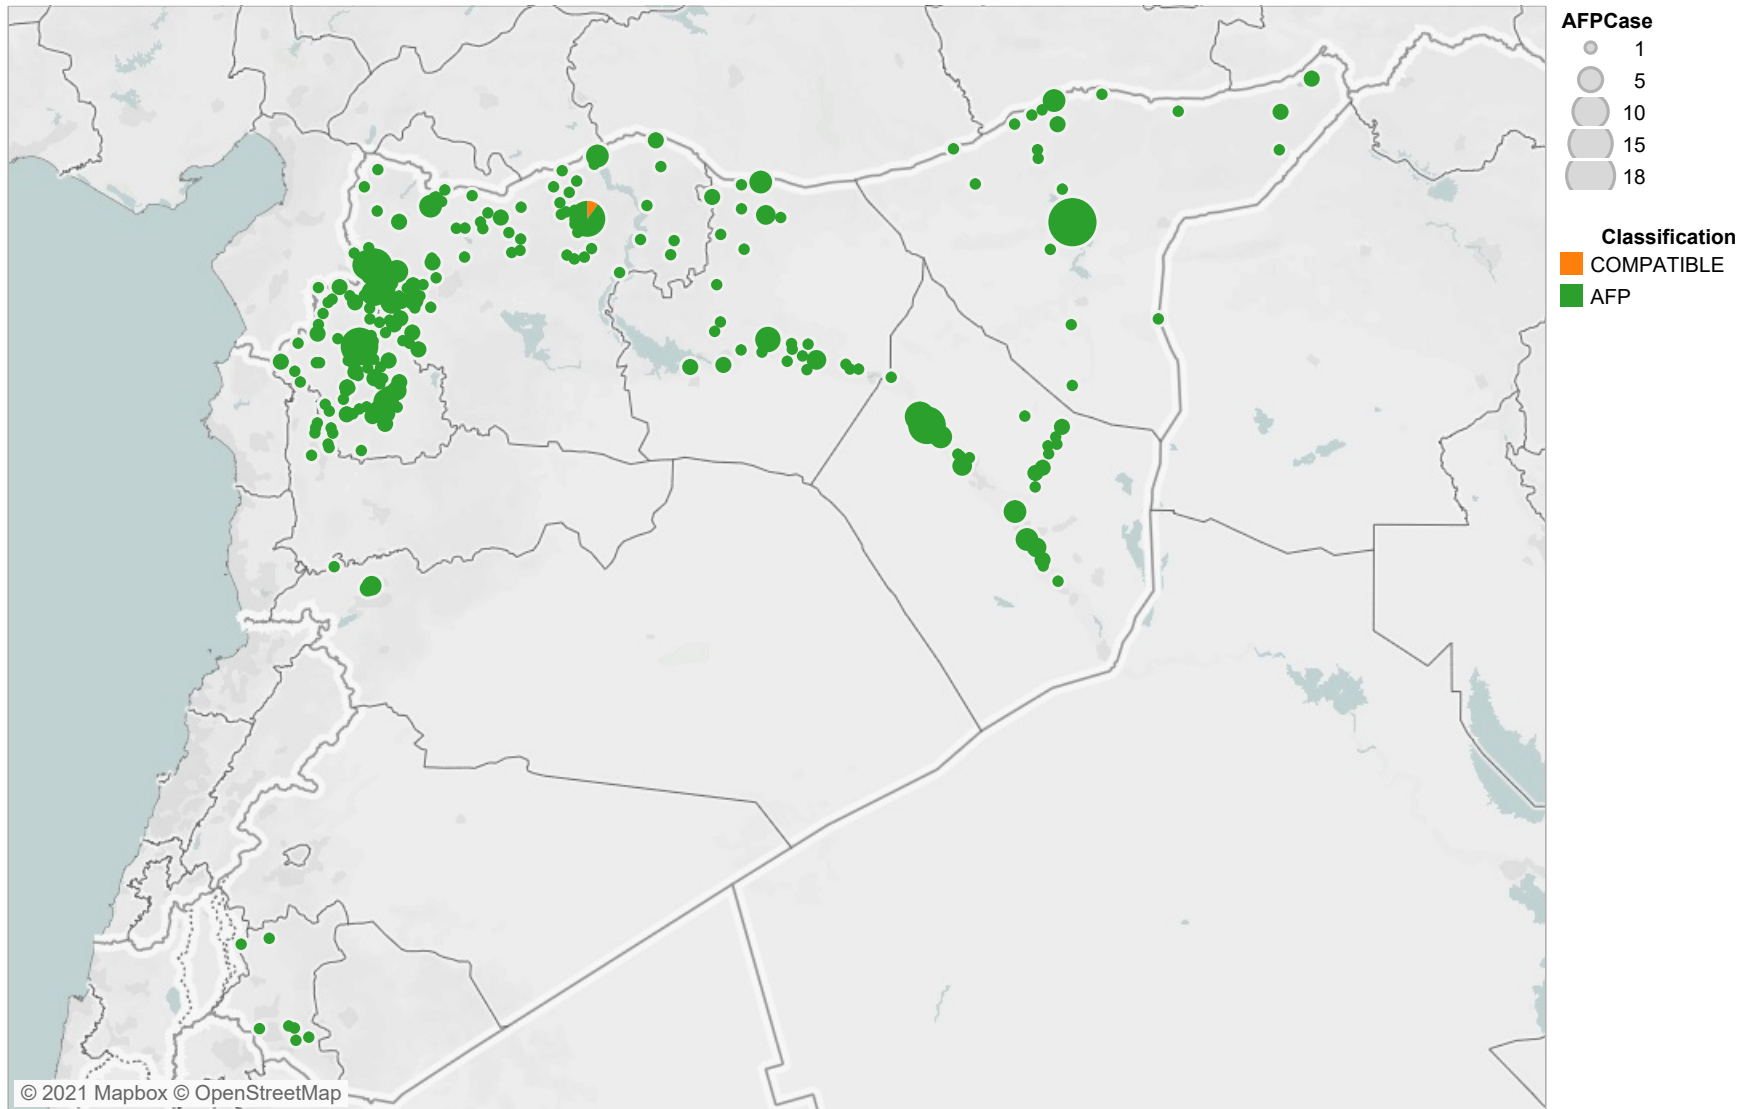 AFPCase
1
5
10
15
18
Classification
COMPATIBLE
AFP
© 2021 Mapbox © OpenStreetMap